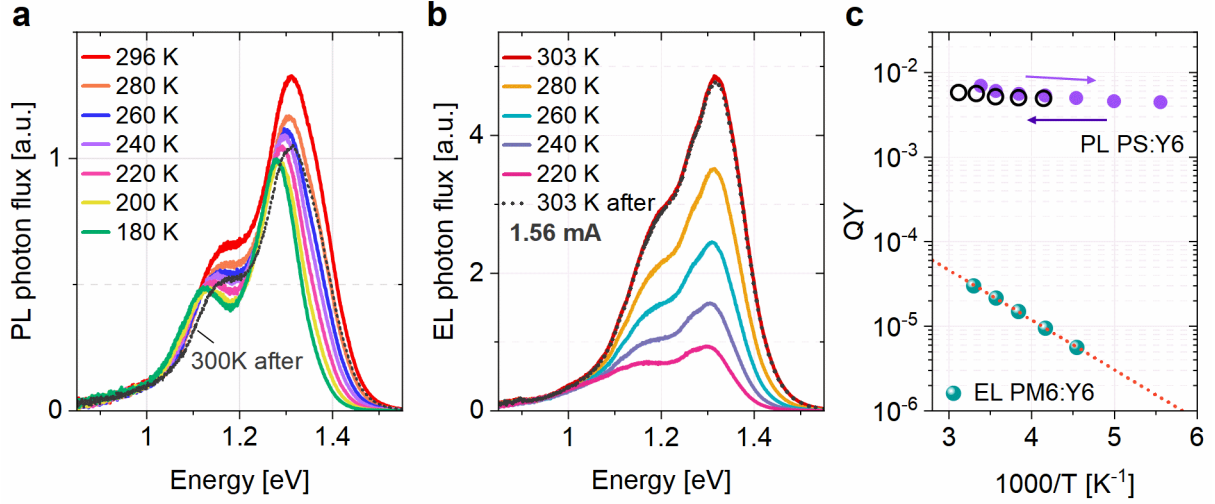 a
PL photon flux [a.u.]
1
0
296 K
280 K
260 K
240 K
220 K
200 K
180 K
300K after
1
1.2
1.4
Energy [eV]
b
EL photon flux [a.u.]
4
2
0
303 K
280 K
260 K
240 K
220 K
303 K after
1.56 mA
1
1.2
1.4
Energy [eV]
c
QY
10⁻²
10⁻³
10⁻⁴
10⁻⁵
10⁻⁶
PL PS:Y6
EL PM6:Y6
3
4
5
6
1000/T [K⁻¹]